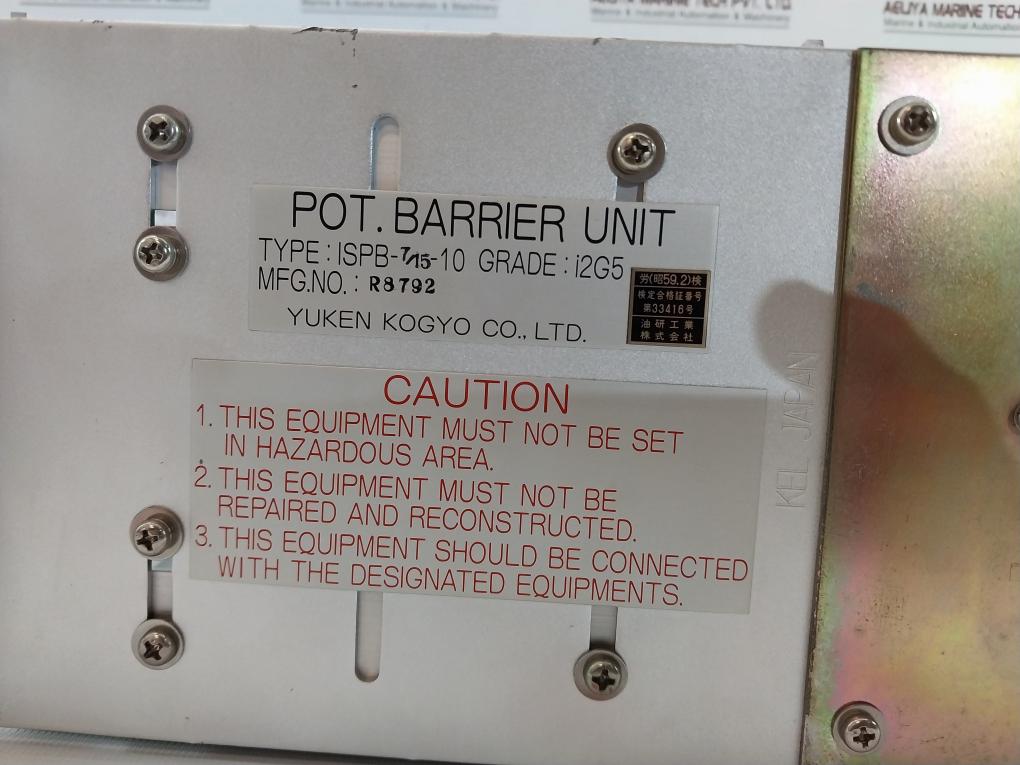 AEUYA MARINE TECH
Marine & Industrial Automation
POT. BARRIER UNIT
TYPE : ISPB-7/15-10 GRADE : i2G5
MFG.NO. : R8792
YUKEN KOGYO CO., LTD.
労(昭59.2)検
検定合格証番号
第33416号
油研工業
株式会社
CAUTION
1. THIS EQUIPMENT MUST NOT BE SET
IN HAZARDOUS AREA.
2. THIS EQUIPMENT MUST NOT BE
REPAIRED AND RECONSTRUCTED.
3. THIS EQUIPMENT SHOULD BE CONNECTED
WITH THE DESIGNATED EQUIPMENTS.
KEL JAPAN